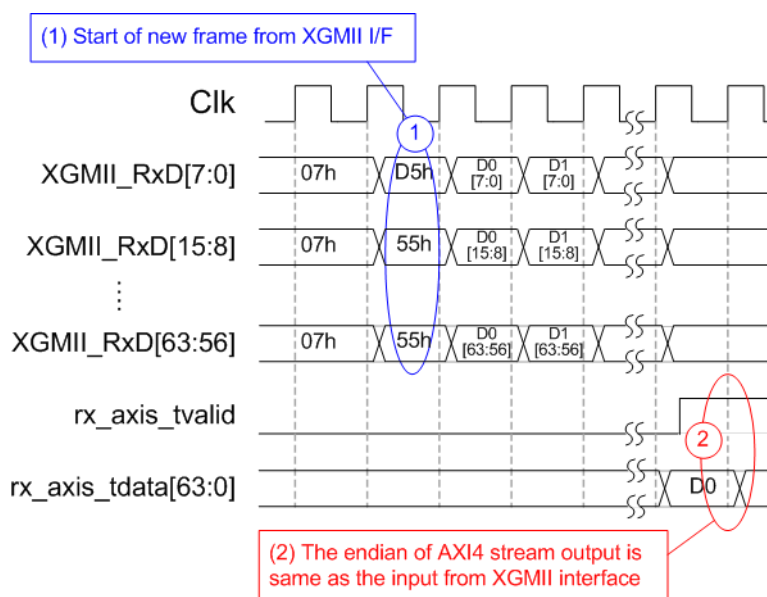 (1) Start of new frame from XGMII I/F
Clk
1
XGMII_RxD[7:0]
07h
D5h
D0
[7:0]
D1
[7:0]
XGMII_RxD[15:8]
07h
55h
D0
[15:8]
D1
[15:8]
XGMII_RxD[63:56]
07h
55h
D0
[63:56]
D1
[63:56]
rx_axis_tvalid
2
rx_axis_tdata[63:0]
D0
(2) The endian of AXI4 stream output is
same as the input from XGMII interface